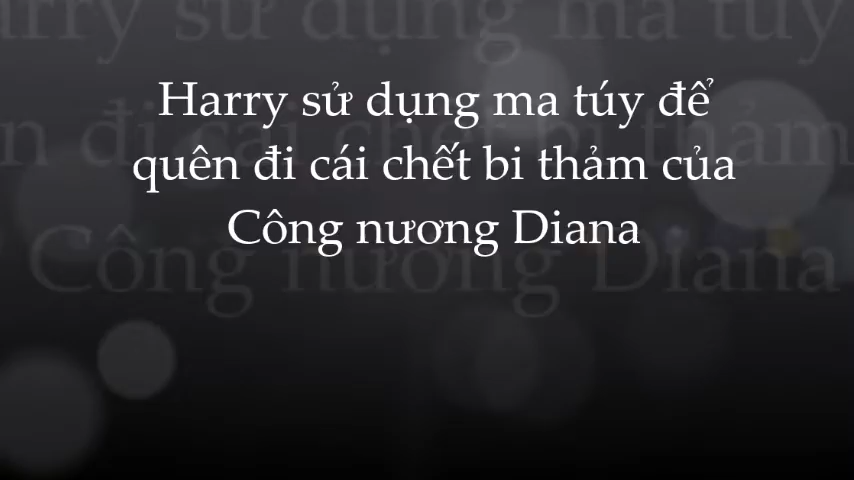 Harry sử dụng ma túy để
quên đi cái chết bi thảm của
Công nương Diana